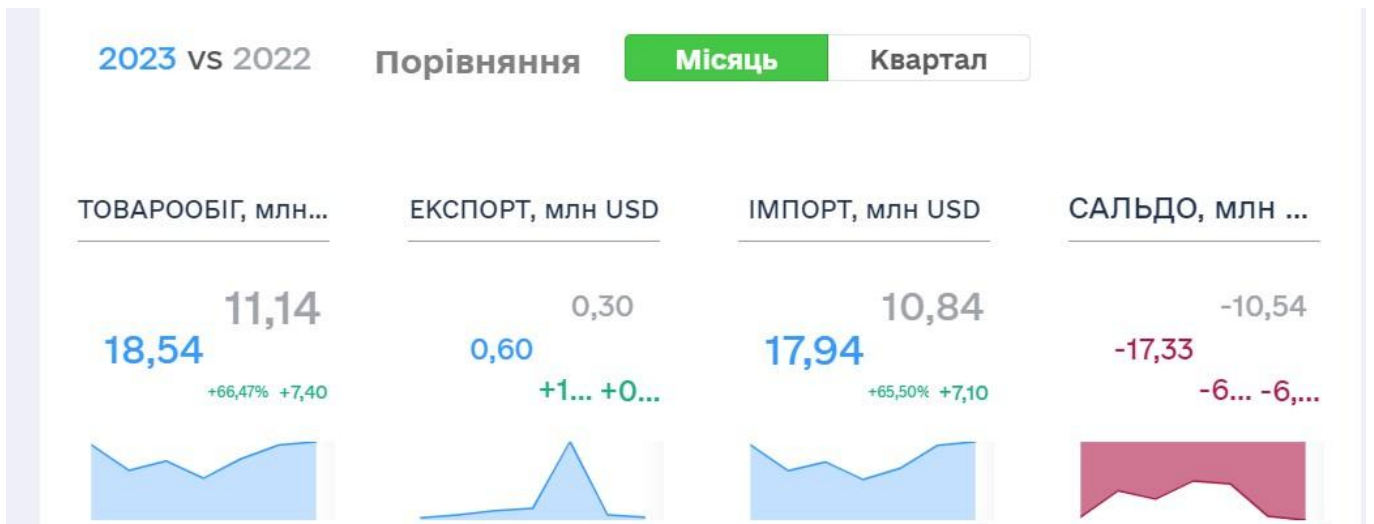 2023 vs 2022 Порівняння Місяць Квартал
ТОВАРООБІГ, млн... ЕКСПОРТ, млн USD ІМПОРТ, млн USD САЛЬДО, млн ...
11,14 0,30 10,84 -10,54
18,54 0,60 17,94 -17,33
+66,47% +7,40 +1... +0... +65,50% +7,10 -6... -6,...